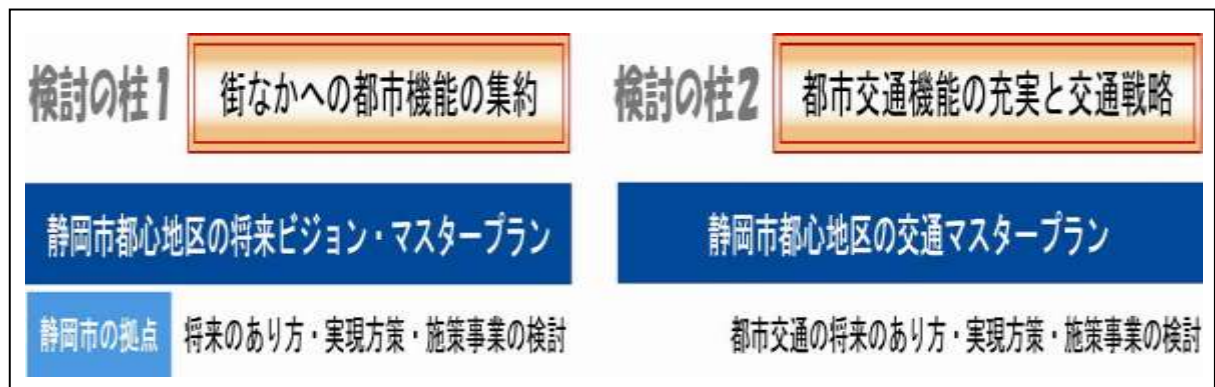 検討の柱1
街なかへの都市機能の集約
静岡市都心地区の将来ビジョン・マスタープラン
静岡市の拠点
将来のあり方・実現方策・施策事業の検討
検討の柱2
都市交通機能の充実と交通戦略
静岡市都心地区の交通マスタープラン
都市交通の将来のあり方・実現方策・施策事業の検討